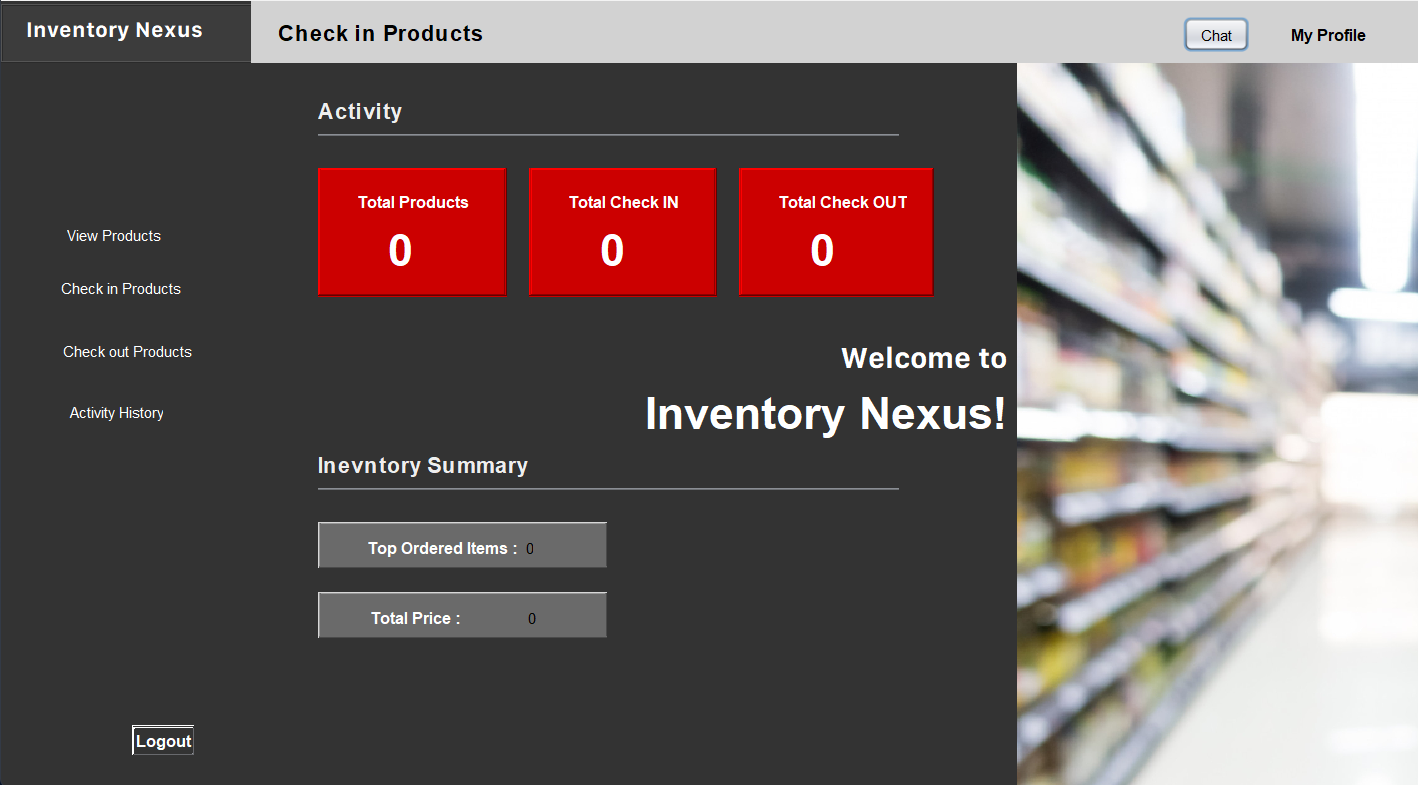 Inventory Nexus
Check in Products
Chat
My Profile
Activity
Total Products
0
Total Check IN
0
Total Check OUT
0
View Products
Check in Products
Check out Products
Activity History
Welcome to
Inventory Nexus!
Inevntory Summary
Top Ordered Items : 0
Total Price : 0
Logout